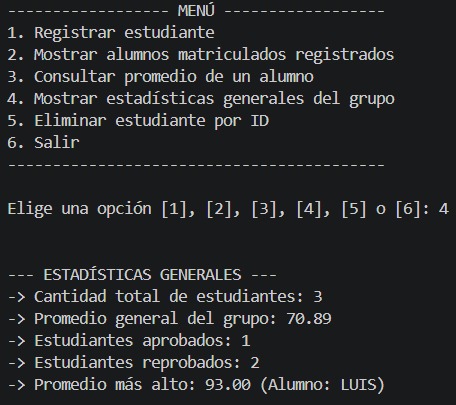 ------------------ MENÚ ------------------
1. Registrar estudiante
2. Mostrar alumnos matriculados registrados
3. Consultar promedio de un alumno
4. Mostrar estadísticas generales del grupo
5. Eliminar estudiante por ID
6. Salir
------------------------------------------
Elige una opción [1], [2], [3], [4], [5] o [6]: 4
--- ESTADÍSTICAS GENERALES ---
-> Cantidad total de estudiantes: 3
-> Promedio general del grupo: 70.89
-> Estudiantes aprobados: 1
-> Estudiantes reprobados: 2
-> Promedio más alto: 93.00 (Alumno: LUIS)